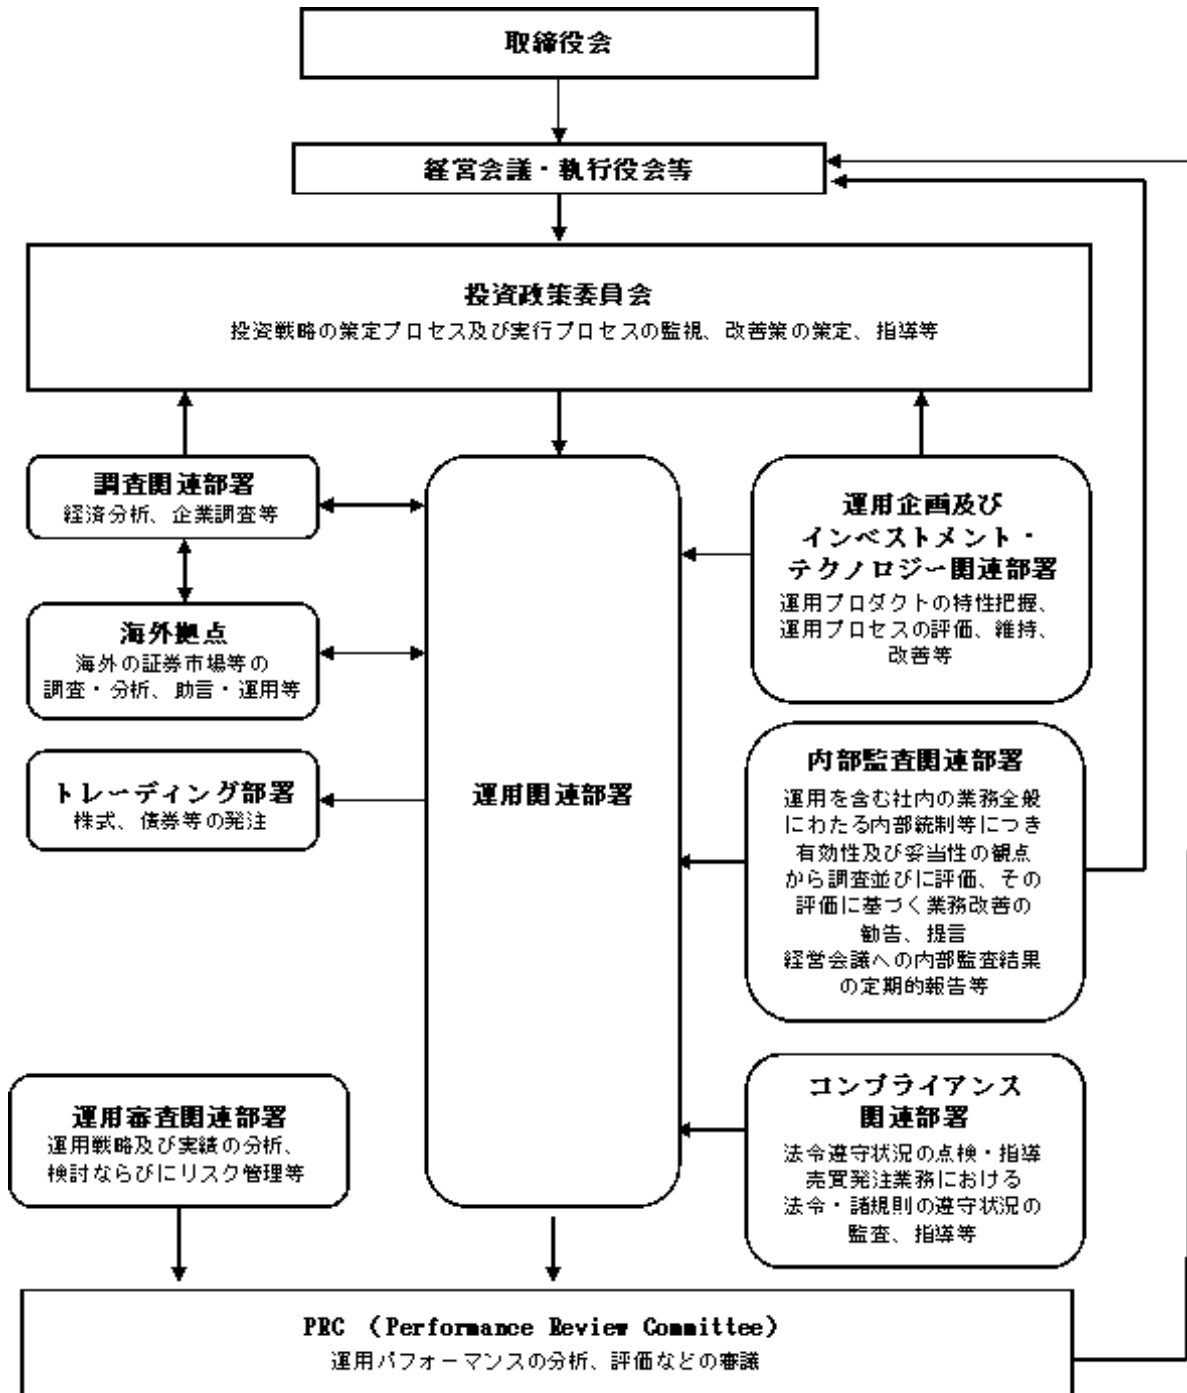 取締役会
経営会議・執行役会等
投資政策委員会
投資戦略の策定プロセス及び実行プロセスの監視、改善策の策定、指導等
調査関連部署
経済分析、企業調査等
海外拠点
海外の証券市場等の
調査・分析、助言・運用等
トレーディング部署
株式、債券等の発注
運用関連部署
運用企画及び
インベストメント・
テクノロジー関連部署
運用プロダクトの特性把握、
運用プロセスの評価、維持、
改善等
内部監査関連部署
運用を含む社内の業務全般
にわたる内部統制等につき
有効性及び妥当性の観点
から調査並びに評価、その
評価に基づく業務改善の
勧告、提言
経営会議への内部監査結果
の定期的報告等
運用審査関連部署
運用戦略及び実績の分析、
検討ならびにリスク管理等
コンプライアンス
関連部署
法令遵守状況の点検・指導
売買発注業務における
法令・諸規則の遵守状況の
監査、指導等
PRC （Performance Review Committee）
運用パフォーマンスの分析、評価などの審議